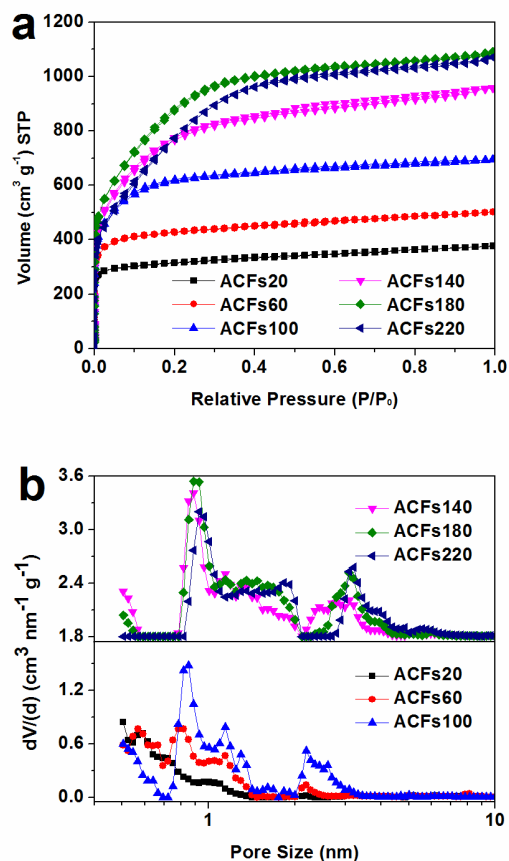 a
1200
1000
800
600
400
200
0
Volume (cm³ g⁻¹) STP
ACFs20
ACFs60
ACFs100
ACFs140
ACFs180
ACFs220
0.0 0.2 0.4 0.6 0.8 1.0
Relative Pressure (P/P₀)
b
3.6
3.0
2.4
1.8
1.2
0.6
0.0
dV/(d) (cm³ nm⁻¹ g⁻¹)
ACFs140
ACFs180
ACFs220
ACFs20
ACFs60
ACFs100
1 10
Pore Size (nm)